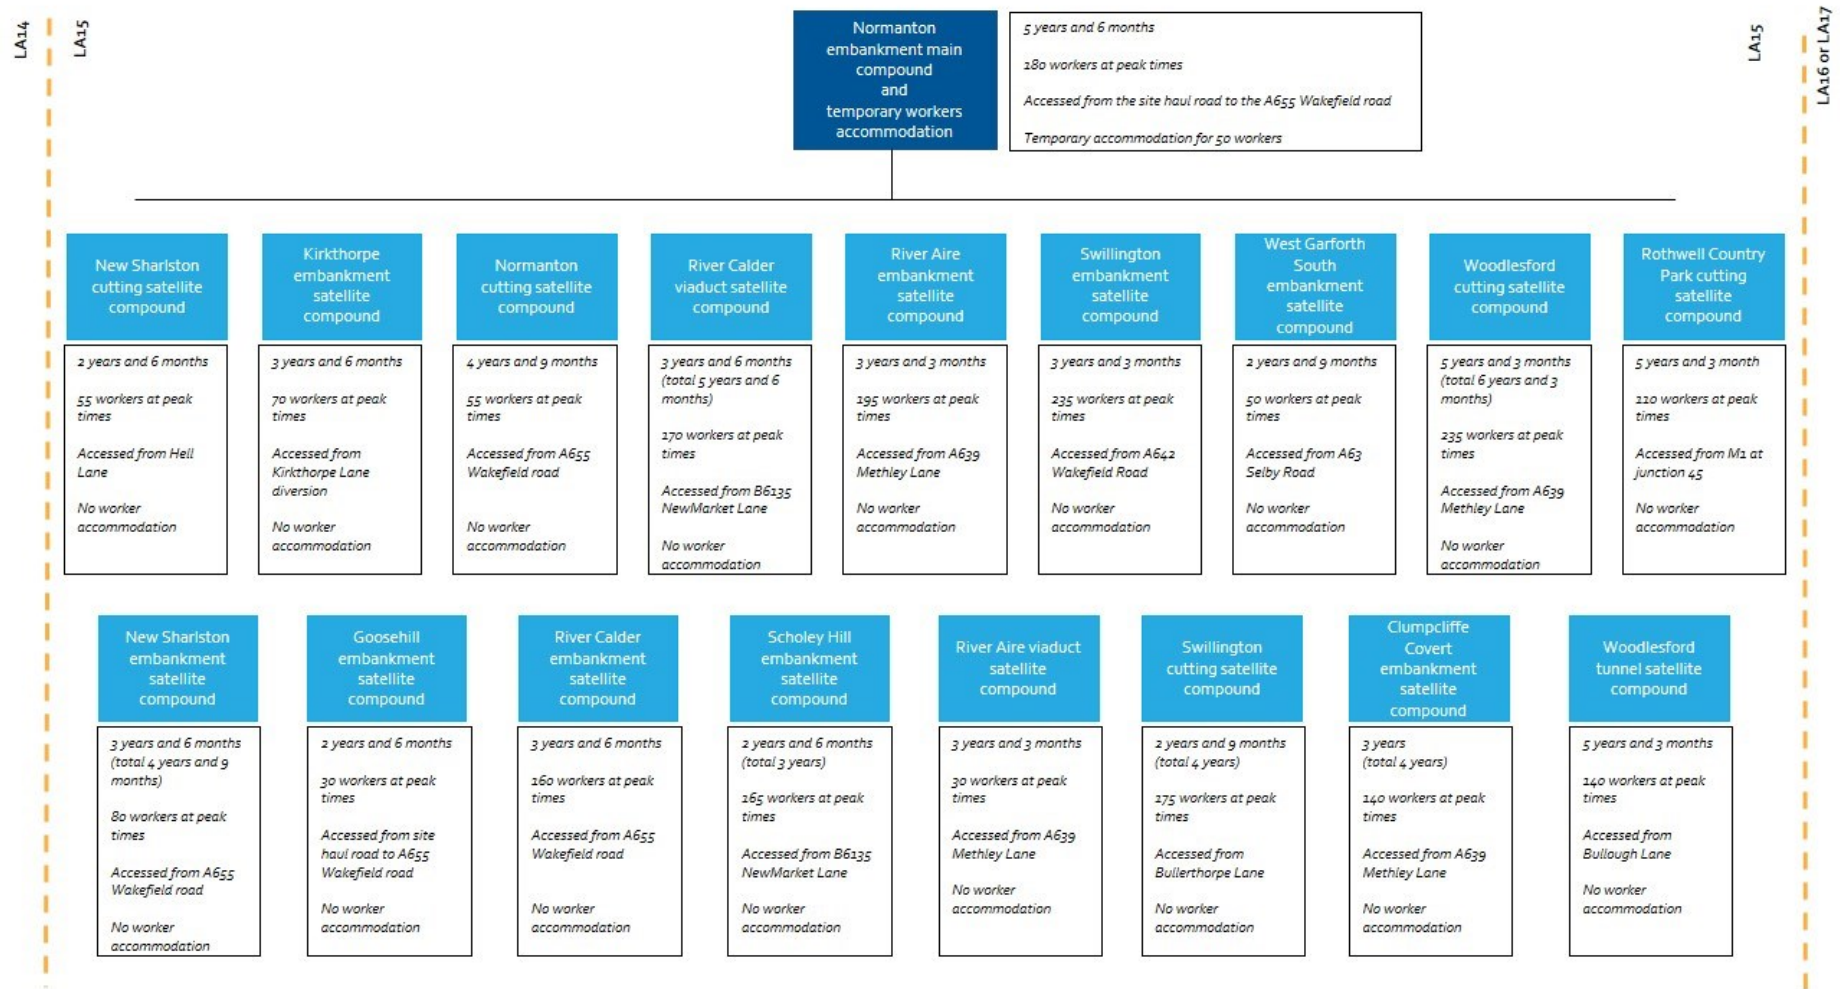 LA14
LA15
Normanton
embankment main
compound
and
temporary workers
accommodation
5 years and 6 months
180 workers at peak times
Accessed from the site haul road to the A655 Wakefield road
Temporary accommodation for 50 workers
LA15
LA16 or LA17
New Sharlston
cutting satellite
compound
2 years and 6 months
55 workers at peak
times
Accessed from Hell
Lane
No worker
accommodation
Kirkthorpe
embankment
satellite
compound
3 years and 6 months
70 workers at peak
times
Accessed from
Kirkthorpe Lane
diversion
No worker
accommodation
Normanton
cutting satellite
compound
4 years and 9 months
55 workers at peak
times
Accessed from A655
Wakefield road
No worker
accommodation
River Calder
viaduct satellite
compound
3 years and 6 months
(total 5 years and 6
months)
170 workers at peak
times
Accessed from B6135
NewMarket Lane
No worker
accommodation
River Aire
embankment
satellite
compound
3 years and 3 months
195 workers at peak
times
Accessed from A639
Methley Lane
No worker
accommodation
Swillington
embankment
satellite
compound
3 years and 3 months
235 workers at peak
times
Accessed from A642
Wakefield Road
No worker
accommodation
West Garforth
South
embankment
satellite
compound
2 years and 9 months
50 workers at peak
times
Accessed from A63
Selby Road
No worker
accommodation
Woodlesford
cutting satellite
compound
5 years and 3 months
(total 6 years and 3
months)
235 workers at peak
times
Accessed from A639
Methley Lane
No worker
accommodation
Rothwell Country
Park cutting
satellite
compound
5 years and 3 month
110 workers at peak
times
Accessed from M1 at
junction 45
No worker
accommodation
New Sharlston
embankment
satellite
compound
3 years and 6 months
(total 4 years and 9
months)
80 workers at peak
times
Accessed from A655
Wakefield road
No worker
accommodation
Goosehill
embankment
satellite
compound
2 years and 6 months
30 workers at peak
times
Accessed from site
haul road to A655
Wakefield road
No worker
accommodation
River Calder
embankment
satellite
compound
3 years and 6 months
160 workers at peak
times
Accessed from A655
Wakefield road
No worker
accommodation
Scholey Hill
embankment
satellite
compound
2 years and 6 months
(total 3 years)
165 workers at peak
times
Accessed from B6135
NewMarket Lane
No worker
accommodation
River Aire viaduct
satellite
compound
3 years and 3 months
30 workers at peak
times
Accessed from A639
Methley Lane
No worker
accommodation
Swillington
cutting satellite
compound
2 years and 9 months
(total 4 years)
175 workers at peak
times
Accessed from
Bullerthorpe Lane
No worker
accommodation
Clumpcliffe
Covert
embankment
satellite
compound
3 years
(total 4 years)
140 workers at peak
times
Accessed from A639
Methley Lane
No worker
accommodation
Woodlesford
tunnel satellite
compound
5 years and 3 months
140 workers at peak
times
Accessed from
Bullough Lane
No worker
accommodation